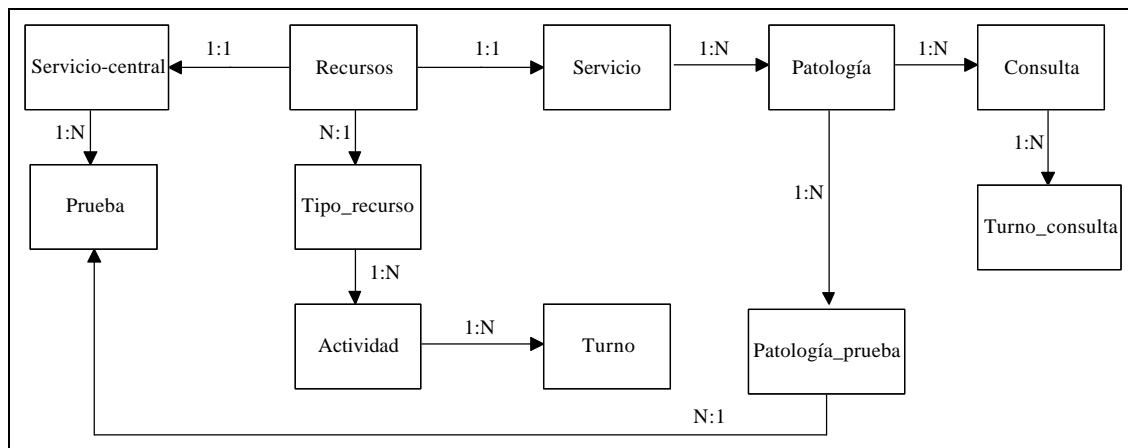 1:1
1:1
1:N
1:N
Servicio-central
Recursos
Servicio
Patología
Consulta
1:N
N:1
1:N
1:N
Prueba
Tipo_recurso
Turno_consulta
1:N
1:N
Actividad
Turno
Patología_prueba
N:1